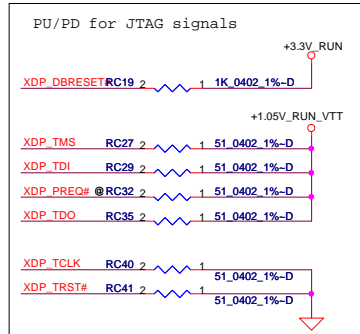 PU/PD for JTAG signals
+3.3V_RUN
XDP_DBRESET# RC19 2 1 1K_0402_1%~D
+1.05V_RUN_VTT
XDP_TMS RC27 2 1 51_0402_1%~D
XDP_TDI RC29 2 1 51_0402_1%~D
XDP_PREQ# @ RC32 2 1 51_0402_1%~D
XDP_TDO RC35 2 1 51_0402_1%~D
XDP_TCLK RC40 2 1 51_0402_1%~D
XDP_TRST# RC41 2 1 51_0402_1%~D